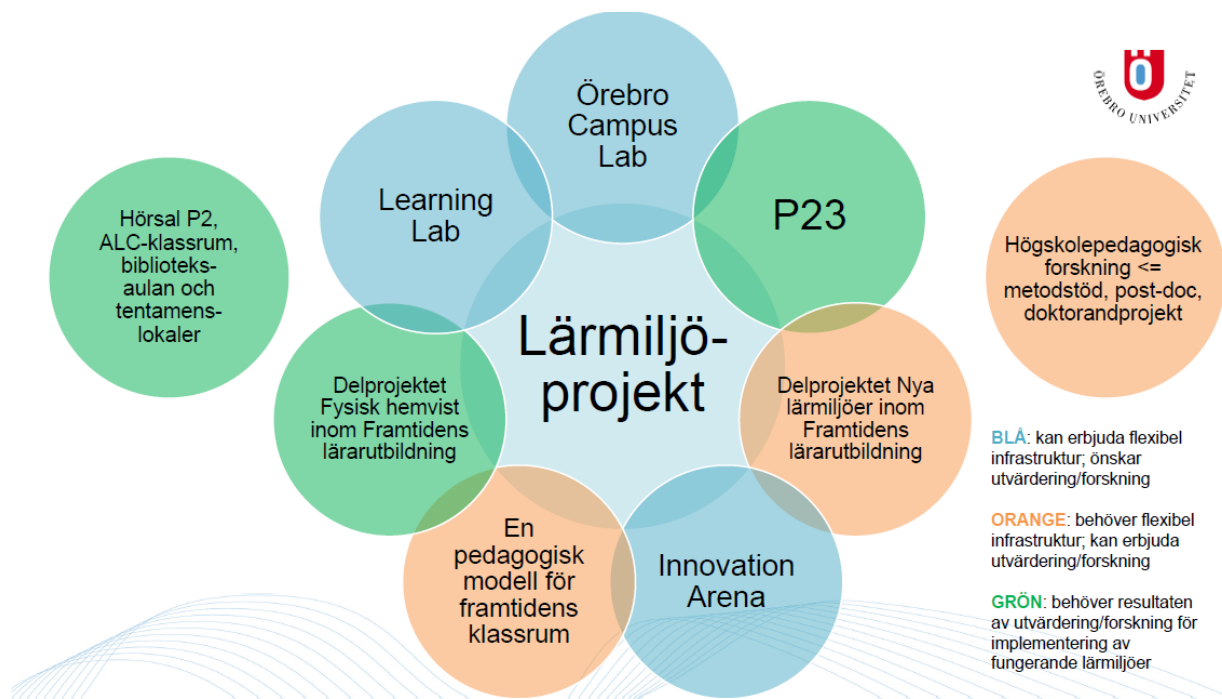 Örebro
Campus
Lab
ÖREBRO UNIVERSITET
Learning
Lab
P23
Hörsal P2,
ALC-klassrum,
biblioteks-
aulan och
tentamens-
lokaler
Högskolepedagogisk
forskning <=
metodstöd, post-doc,
doktorandprojekt
Lärmiljö-
projekt
Delprojektet
Fysisk hemvist
inom Framtidens
lärarutbildning
Delprojektet Nya
lärmiljöer inom
Framtidens
lärarutbildning
En
pedagogisk
modell för
framtidens
klassrum
Innovation
Arena
BLÅ: kan erbjuda flexibel
infrastruktur; önskar
utvärdering/forskning
ORANGE: behöver flexibel
infrastruktur; kan erbjuda
utvärdering/forskning
GRÖN: behöver resultaten
av utvärdering/forskning för
implementering av
fungerande lärmiljöer